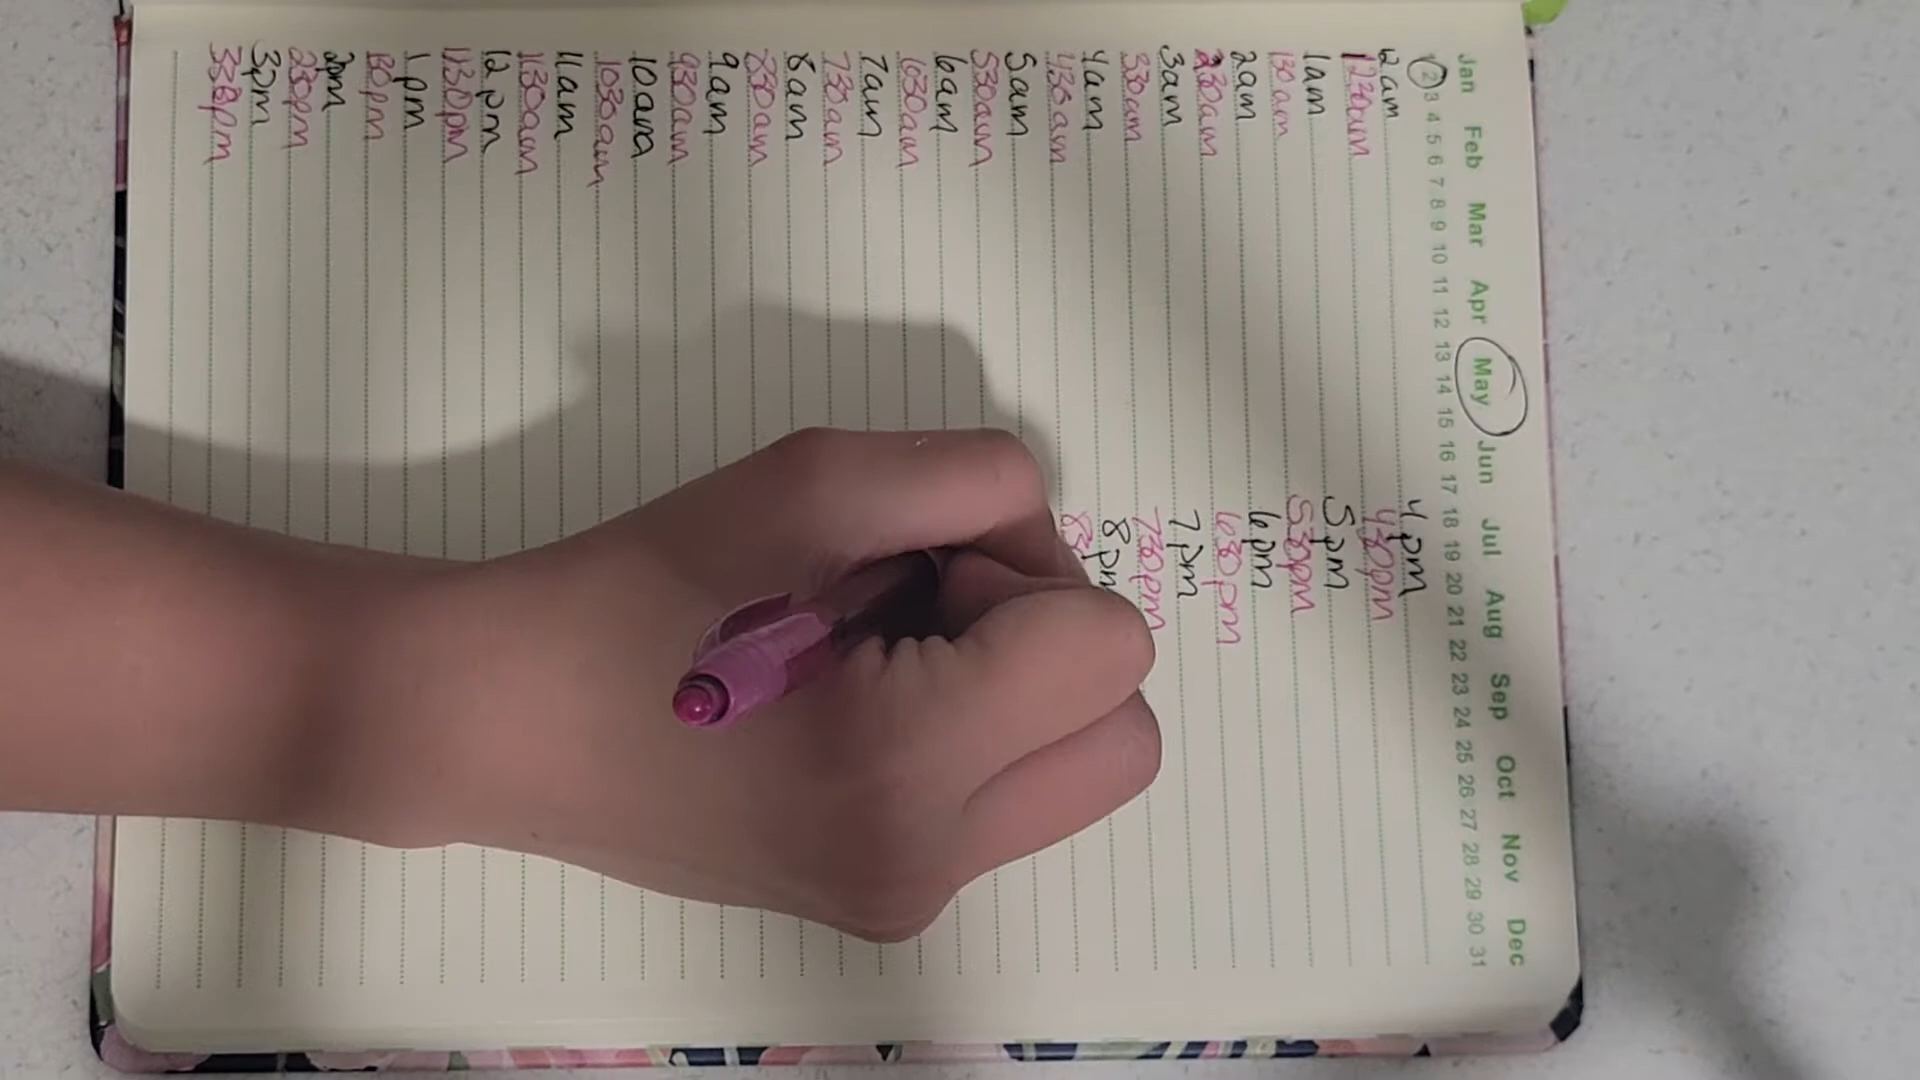 Jan Feb Mar Apr May Jun Jul Aug Sep Oct Nov Dec
1 2 3 4 5 6 7 8 9 10 11 12 13 14 15 16 17 18 19 20 21 22 23 24 25 26 27 28 29 30 31
12am
1230am
1am
130am
2am
230am
3am
330am
4am
430am
5am
530am
6am
630am
7am
730am
8am
830am
9am
930am
10am
1030am
11am
1130am
12pm
1130pm
1pm
130pm
2pm
230pm
3pm
330pm
4pm
430pm
5pm
530pm
6pm
630pm
7pm
730pm
8pm